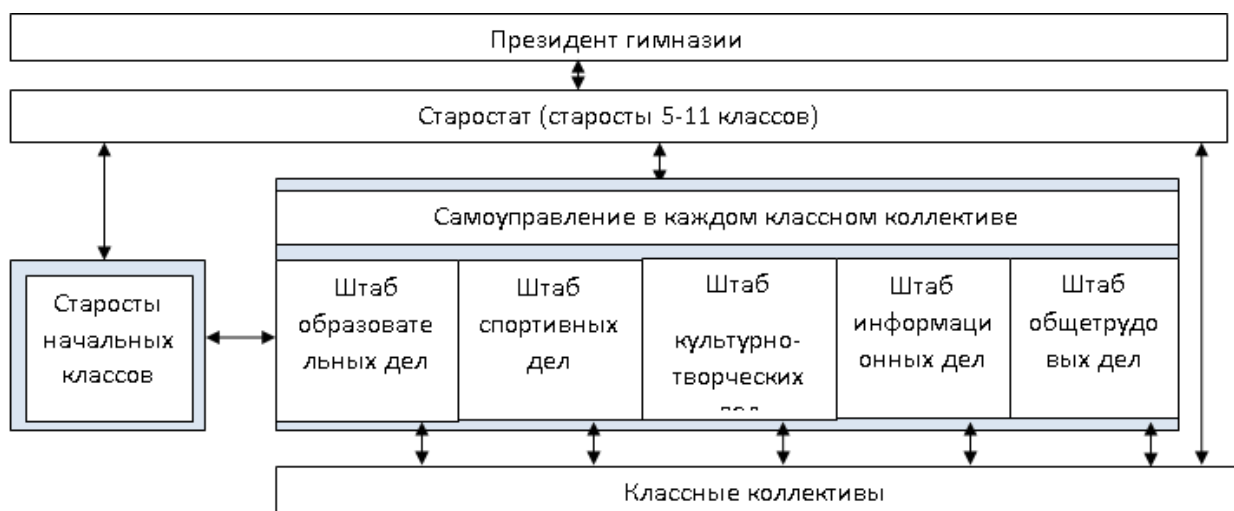 Президент гимназии
Старостат (старосты 5-11 классов)
Самоуправление в каждом классном коллективе
Старосты
начальных
классов
Штаб
образовате
льных дел
Штаб
спортивных
дел
Штаб
культурно-
творческих
Штаб
информаци
онных дел
Штаб
общетрудо
вых дел
Классные коллективы